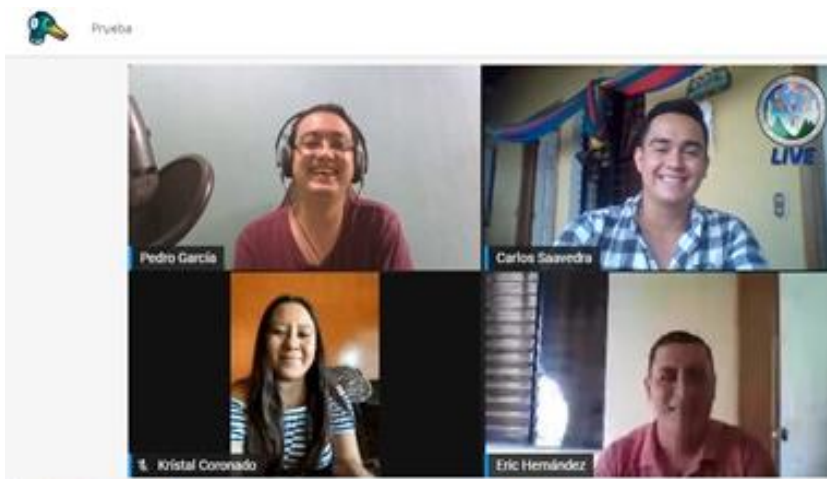 Prueba
LIVE
Pedro García
Carlos Saavedra
Kristal Coronado
Eric Hernández